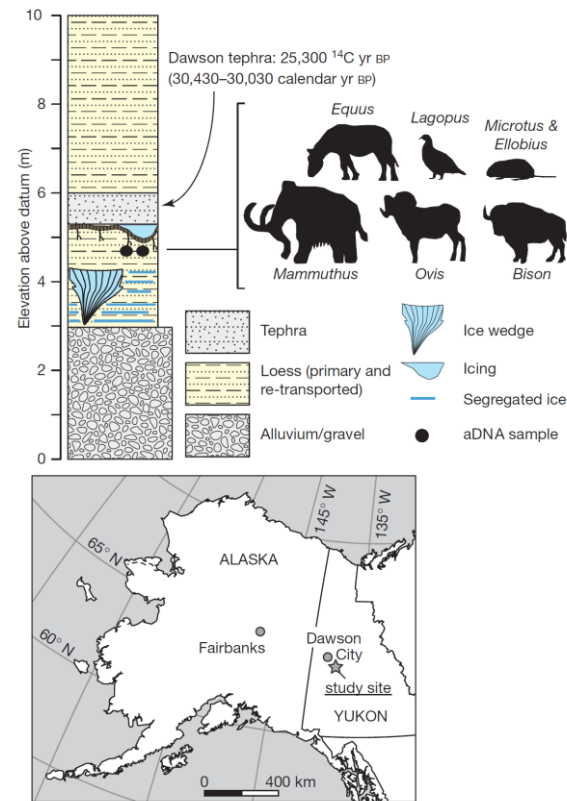 10
8
6
4
2
0
Elevation above datum (m)
Dawson tephra: 25,300 ¹⁴C yr BP
(30,430–30,030 calendar yr BP)
Equus
Lagopus
Microtus &
Ellobius
Mammuthus
Ovis
Bison
Tephra
Loess (primary and
re-transported)
Alluvium/gravel
Ice wedge
Icing
Segregated ice
aDNA sample
145° W
135° W
65° N
60° N
ALASKA
Fairbanks
Dawson
City
study site
YUKON
0 400 km